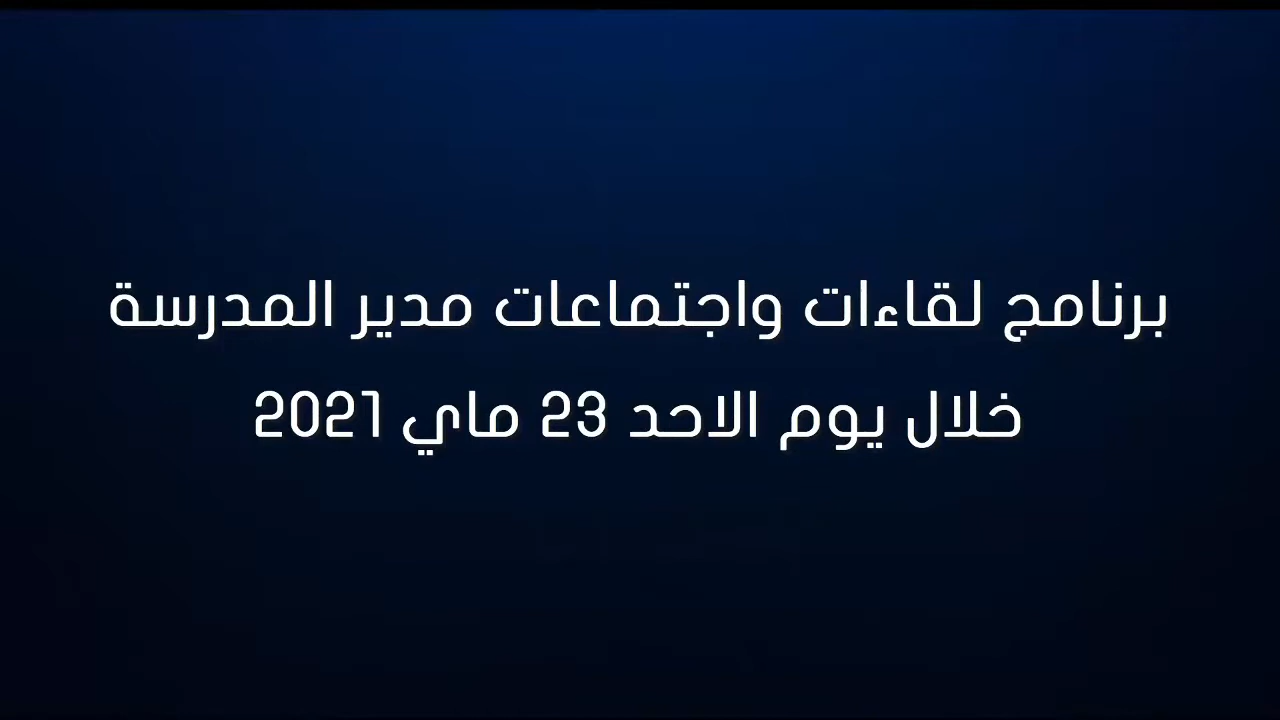 برنامج لقاءات واجتماعات مدير المدرسة
خلال يوم الاحد 23 ماي 2021